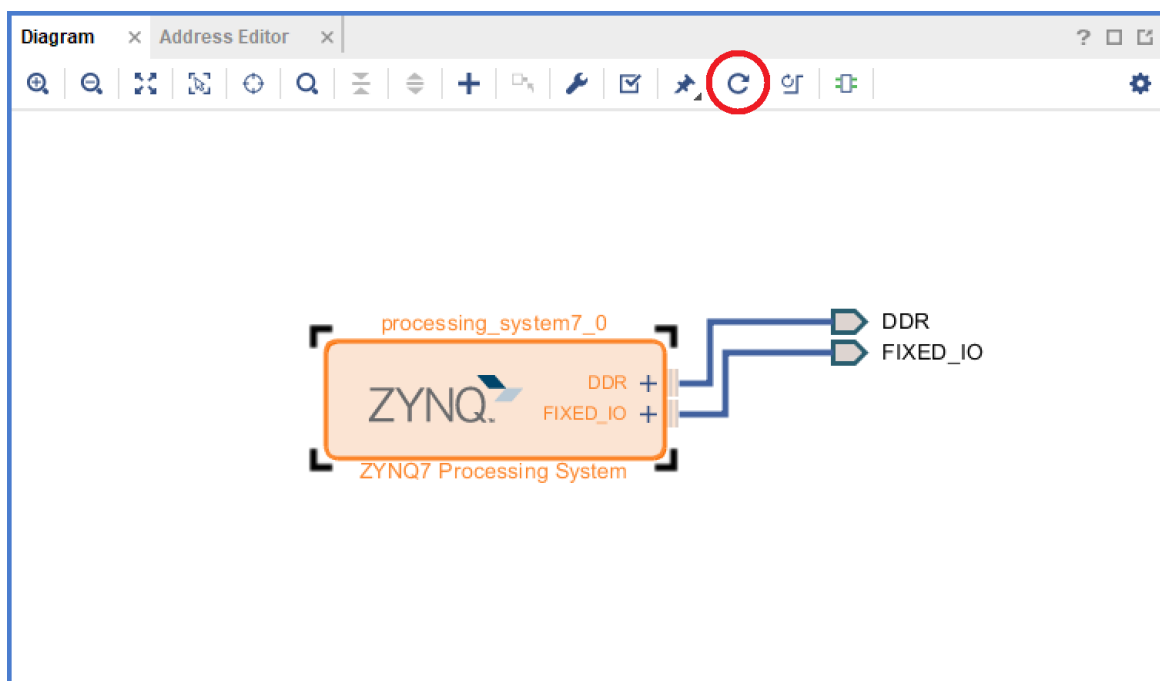 Diagram
Address Editor
processing_system7_0
DDR
FIXED_IO
ZYNQ
DDR
FIXED_IO
ZYNQ7 Processing System